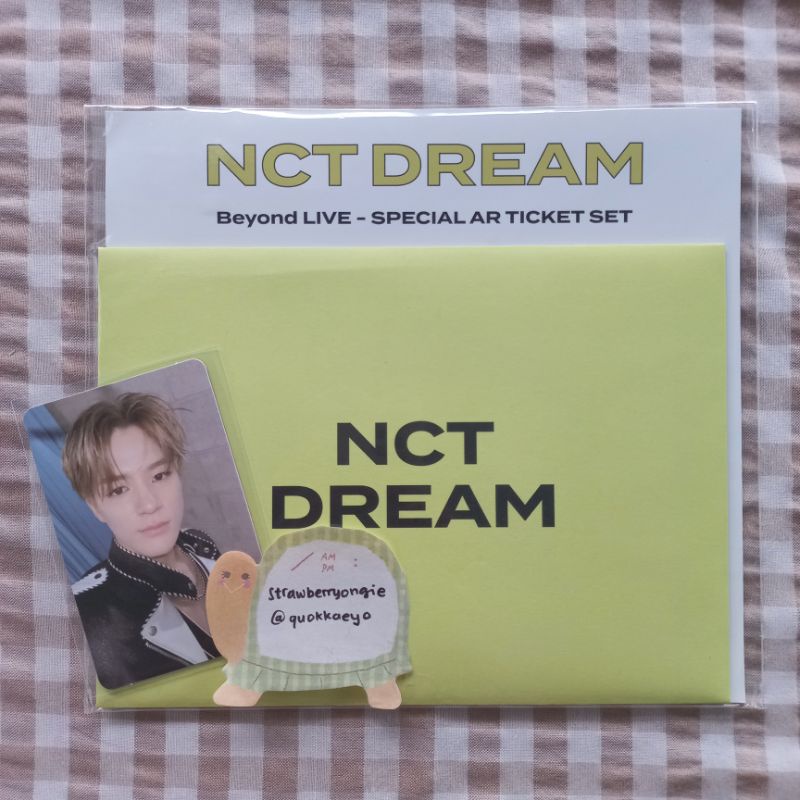 NCT DREAM
Beyond LIVE - SPECIAL AR TICKET SET
NCT
DREAM
/ AM :
PM
strawberryongie
@quokkaeyo